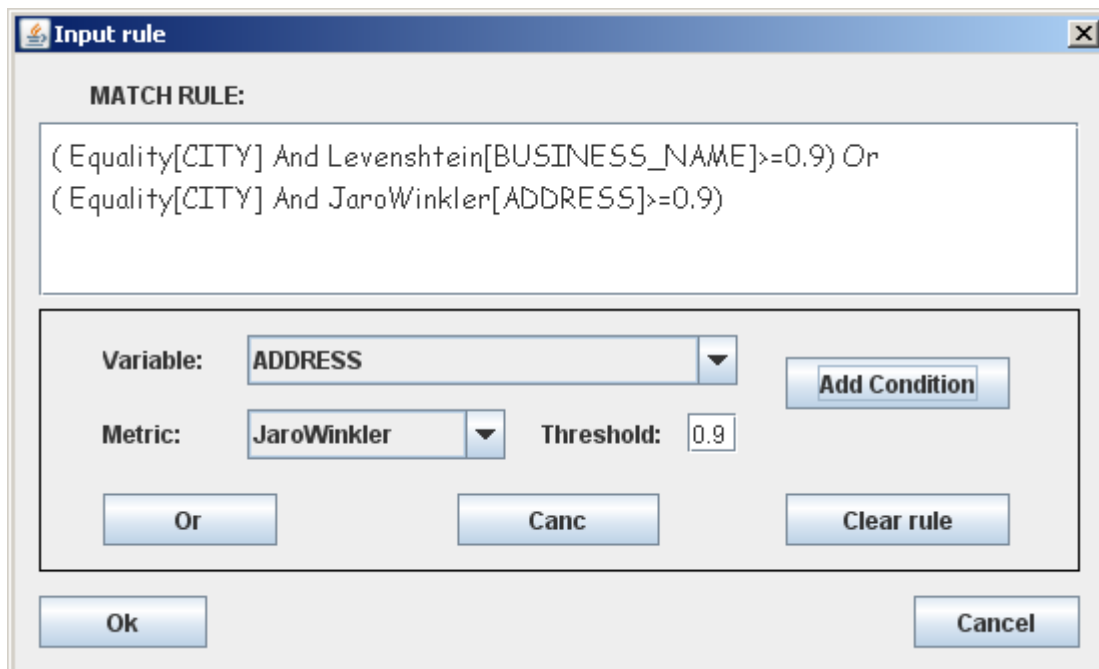 Input rule
MATCH RULE:
( Equality[CITY] And Levenshtein[BUSINESS_NAME]>=0.9) Or
( Equality[CITY] And JaroWinkler[ADDRESS]>=0.9)
Variable: ADDRESS
Add Condition
Metric: JaroWinkler Threshold: 0.9
Or Canc Clear rule
Ok Cancel